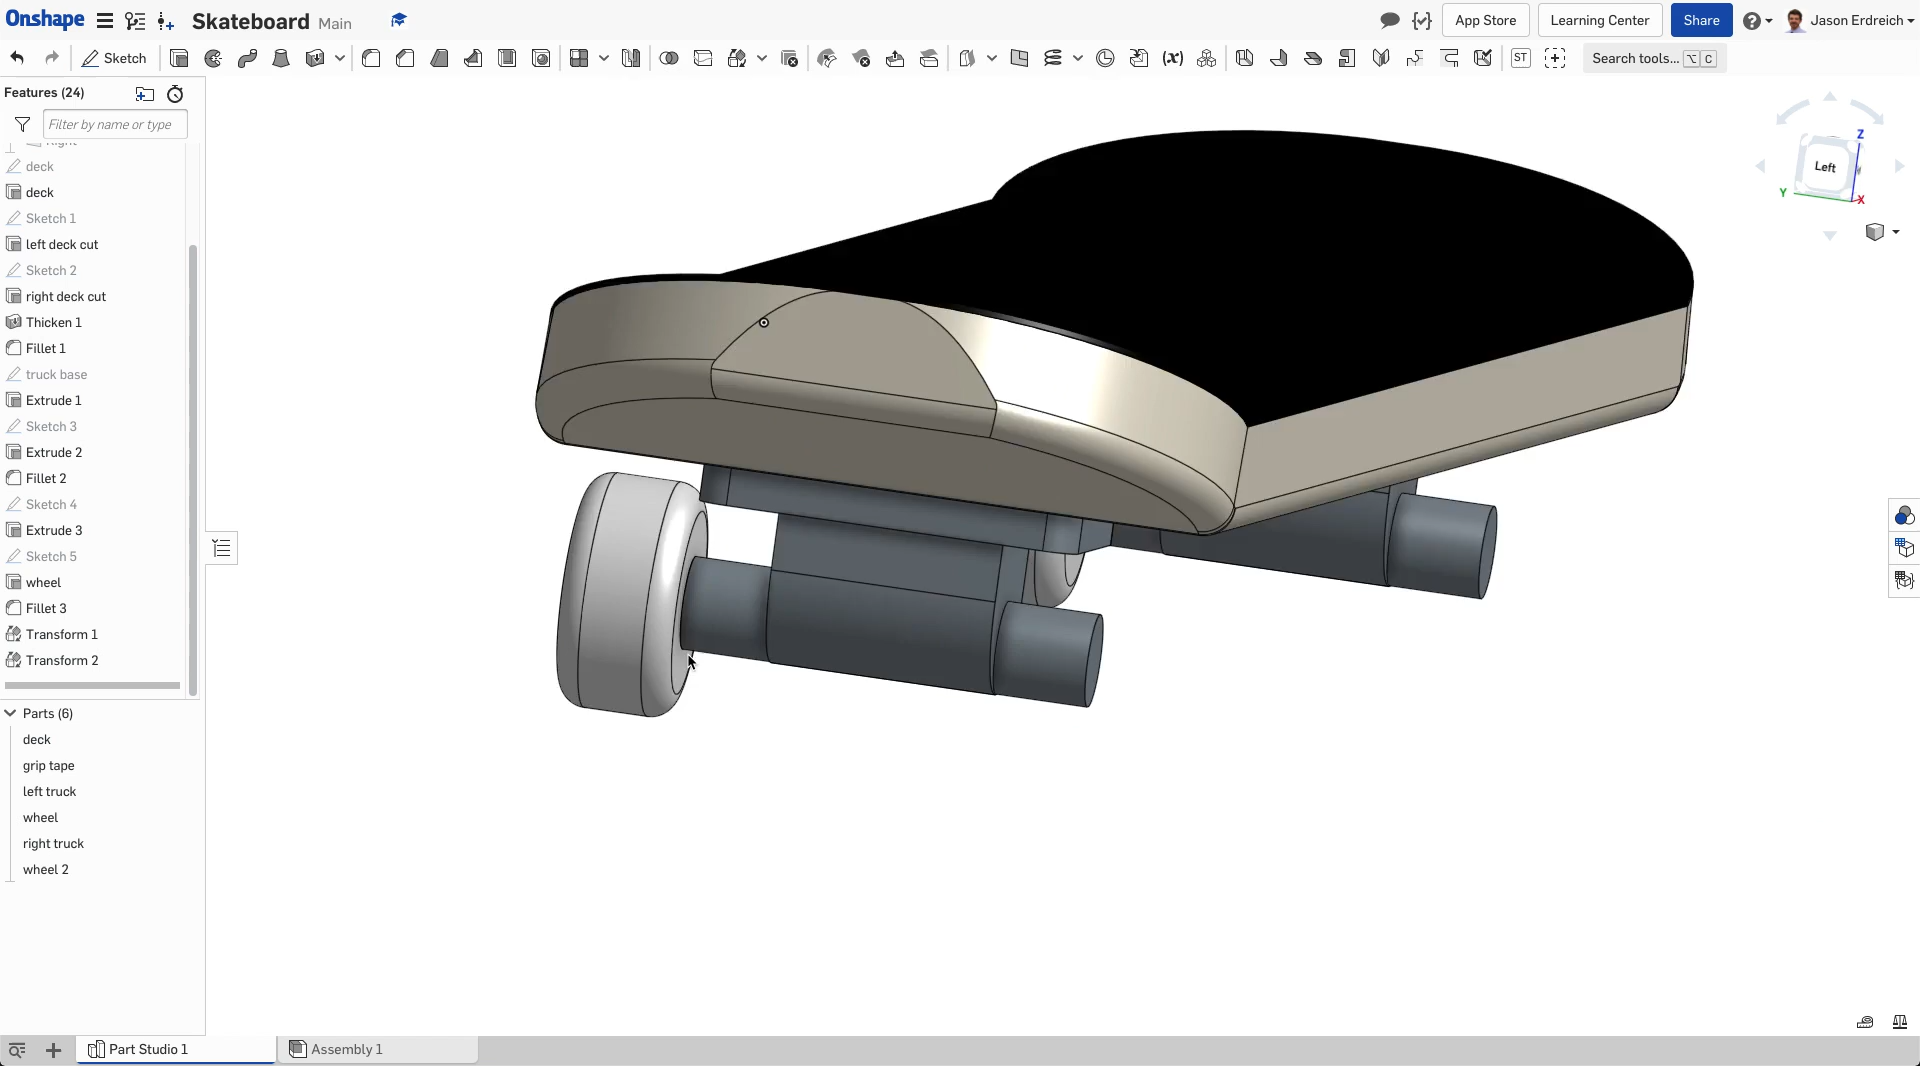 Onshape Skateboard Main App Store Learning Center Share Jason Erdreich
Sketch ST Search tools... ⌥ C
Features (24)
Filter by name or type
Right
deck
deck
Sketch 1
left deck cut
Sketch 2
right deck cut
Thicken 1
Fillet 1
truck base
Extrude 1
Sketch 3
Extrude 2
Fillet 2
Sketch 4
Extrude 3
Sketch 5
wheel
Fillet 3
Transform 1
Transform 2
Parts (6)
deck
grip tape
left truck
wheel
right truck
wheel 2
Z
Left
Y
X
Part Studio 1 Assembly 1